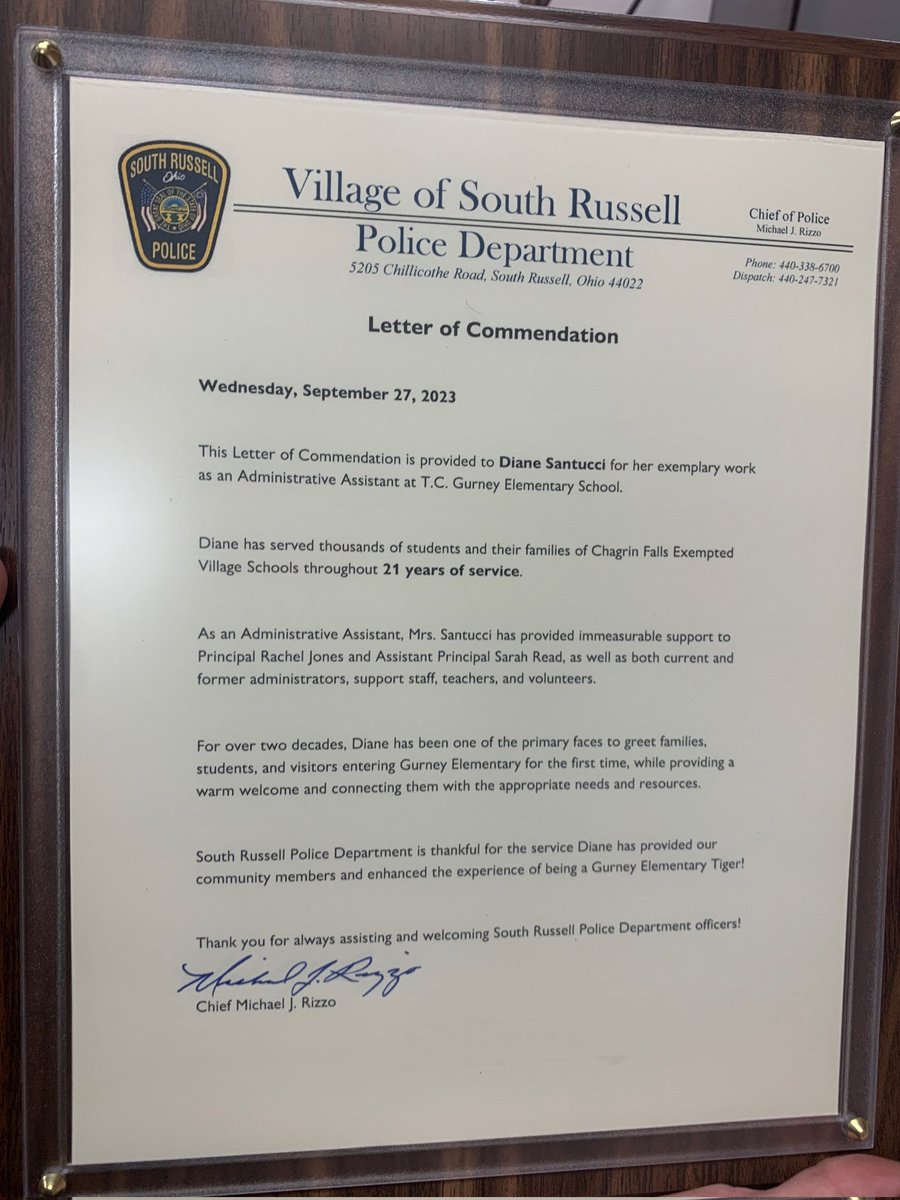 SOUTH RUSSELL
Ohio
POLICE
Village of South Russell
Police Department
5205 Chillicothe Road, South Russell, Ohio 44022
Chief of Police
Michael J. Rizzo
Phone: 440-338-6700
Dispatch: 440-247-7321
Letter of Commendation
Wednesday, September 27, 2023
This Letter of Commendation is provided to Diane Santucci for her exemplary work
as an Administrative Assistant at T.C. Gurney Elementary School.
Diane has served thousands of students and their families of Chagrin Falls Exempted
Village Schools throughout 21 years of service.
As an Administrative Assistant, Mrs. Santucci has provided immeasurable support to
Principal Rachel Jones and Assistant Principal Sarah Read, as well as both current and
former administrators, support staff, teachers, and volunteers.
For over two decades, Diane has been one of the primary faces to greet families,
students, and visitors entering Gurney Elementary for the first time, while providing a
warm welcome and connecting them with the appropriate needs and resources.
South Russell Police Department is thankful for the service Diane has provided our
community members and enhanced the experience of being a Gurney Elementary Tiger!
Thank you for always assisting and welcoming South Russell Police Department officers!
Michael J. Rizzo
Chief Michael J. Rizzo